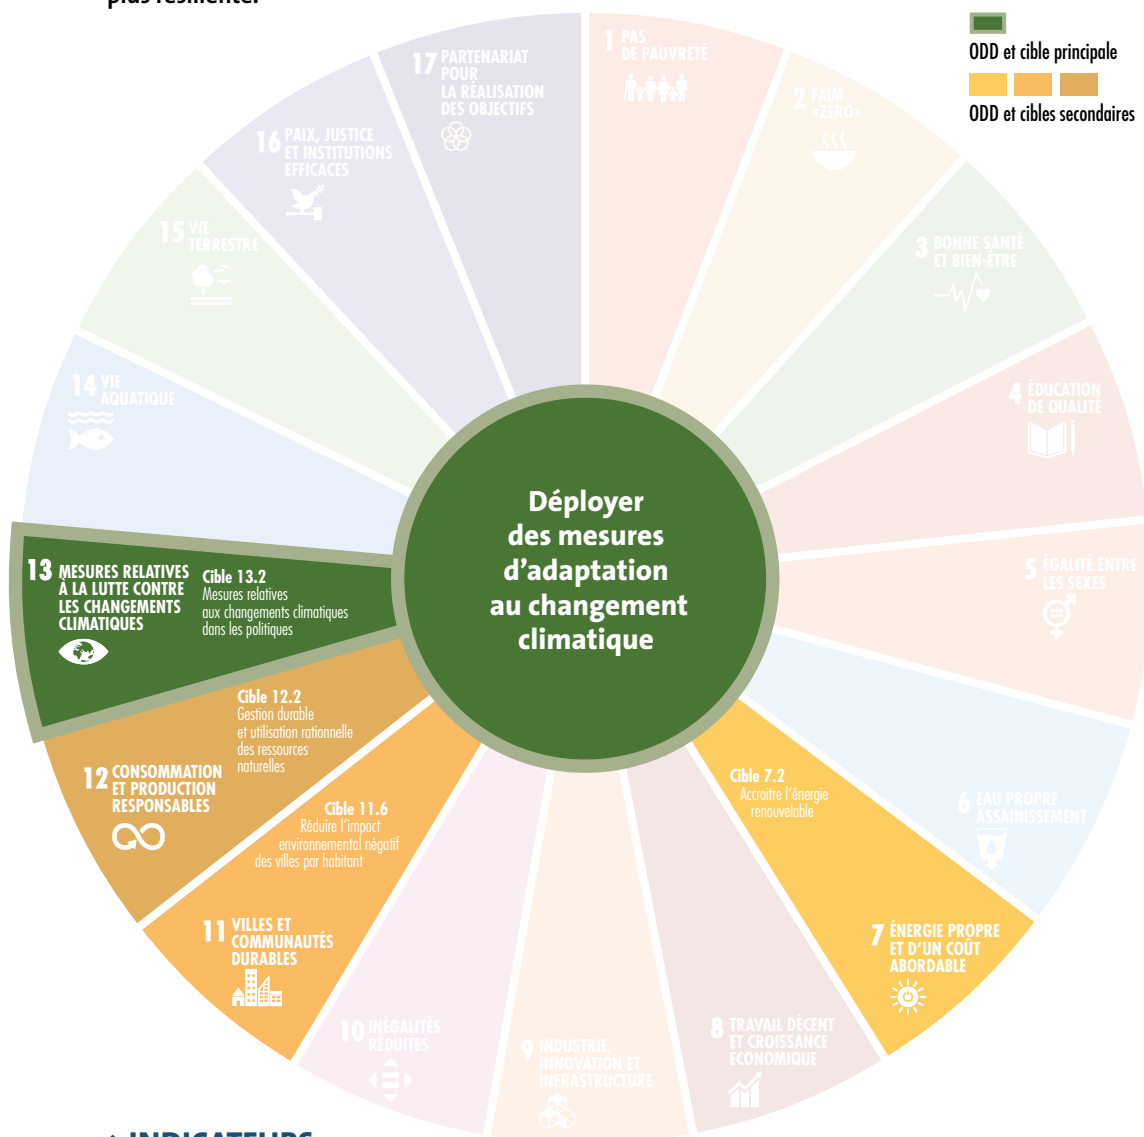 plus résiliente.
ODD et cible principale
ODD et cibles secondaires
1 PAS
DE PAUVRETÉ
2 FAIM
«ZÉRO»
3 BONNE SANTÉ
ET BIEN-ÊTRE
4 ÉDUCATION
DE QUALITÉ
5 ÉGALITÉ ENTRE
LES SEXES
6 EAU PROPRE
ASSAINISSEMENT
Cible 7.2
Accroitre l’énergie
renouvelable
7 ÉNERGIE PROPRE
ET D’UN COÛT
ABORDABLE
8 TRAVAIL DÉCENT
ET CROISSANCE
ÉCONOMIQUE
9 INDUSTRIE,
INNOVATION ET
INFRASTRUCTURE
10 INÉGALITÉS
RÉDUITES
Cible 11.6
Réduire l’impact
environnemental négatif
des villes par habitant
11 VILLES ET
COMMUNAUTÉS
DURABLES
Cible 12.2
Gestion durable
et utilisation rationnelle
des ressources
naturelles
12 CONSOMMATION
ET PRODUCTION
RESPONSABLES
13 MESURES RELATIVES
À LA LUTTE CONTRE
LES CHANGEMENTS
CLIMATIQUES
Cible 13.2
Mesures relatives
aux changements climatiques
dans les politiques
14 VIE
AQUATIQUE
15 VIE
TERRESTRE
16 PAIX, JUSTICE
ET INSTITUTIONS
EFFICACES
17 PARTENARIAT
POUR
LA RÉALISATION
DES OBJECTIFS
Déployer
des mesures
d’adaptation
au changement
climatique
INDICATEURS